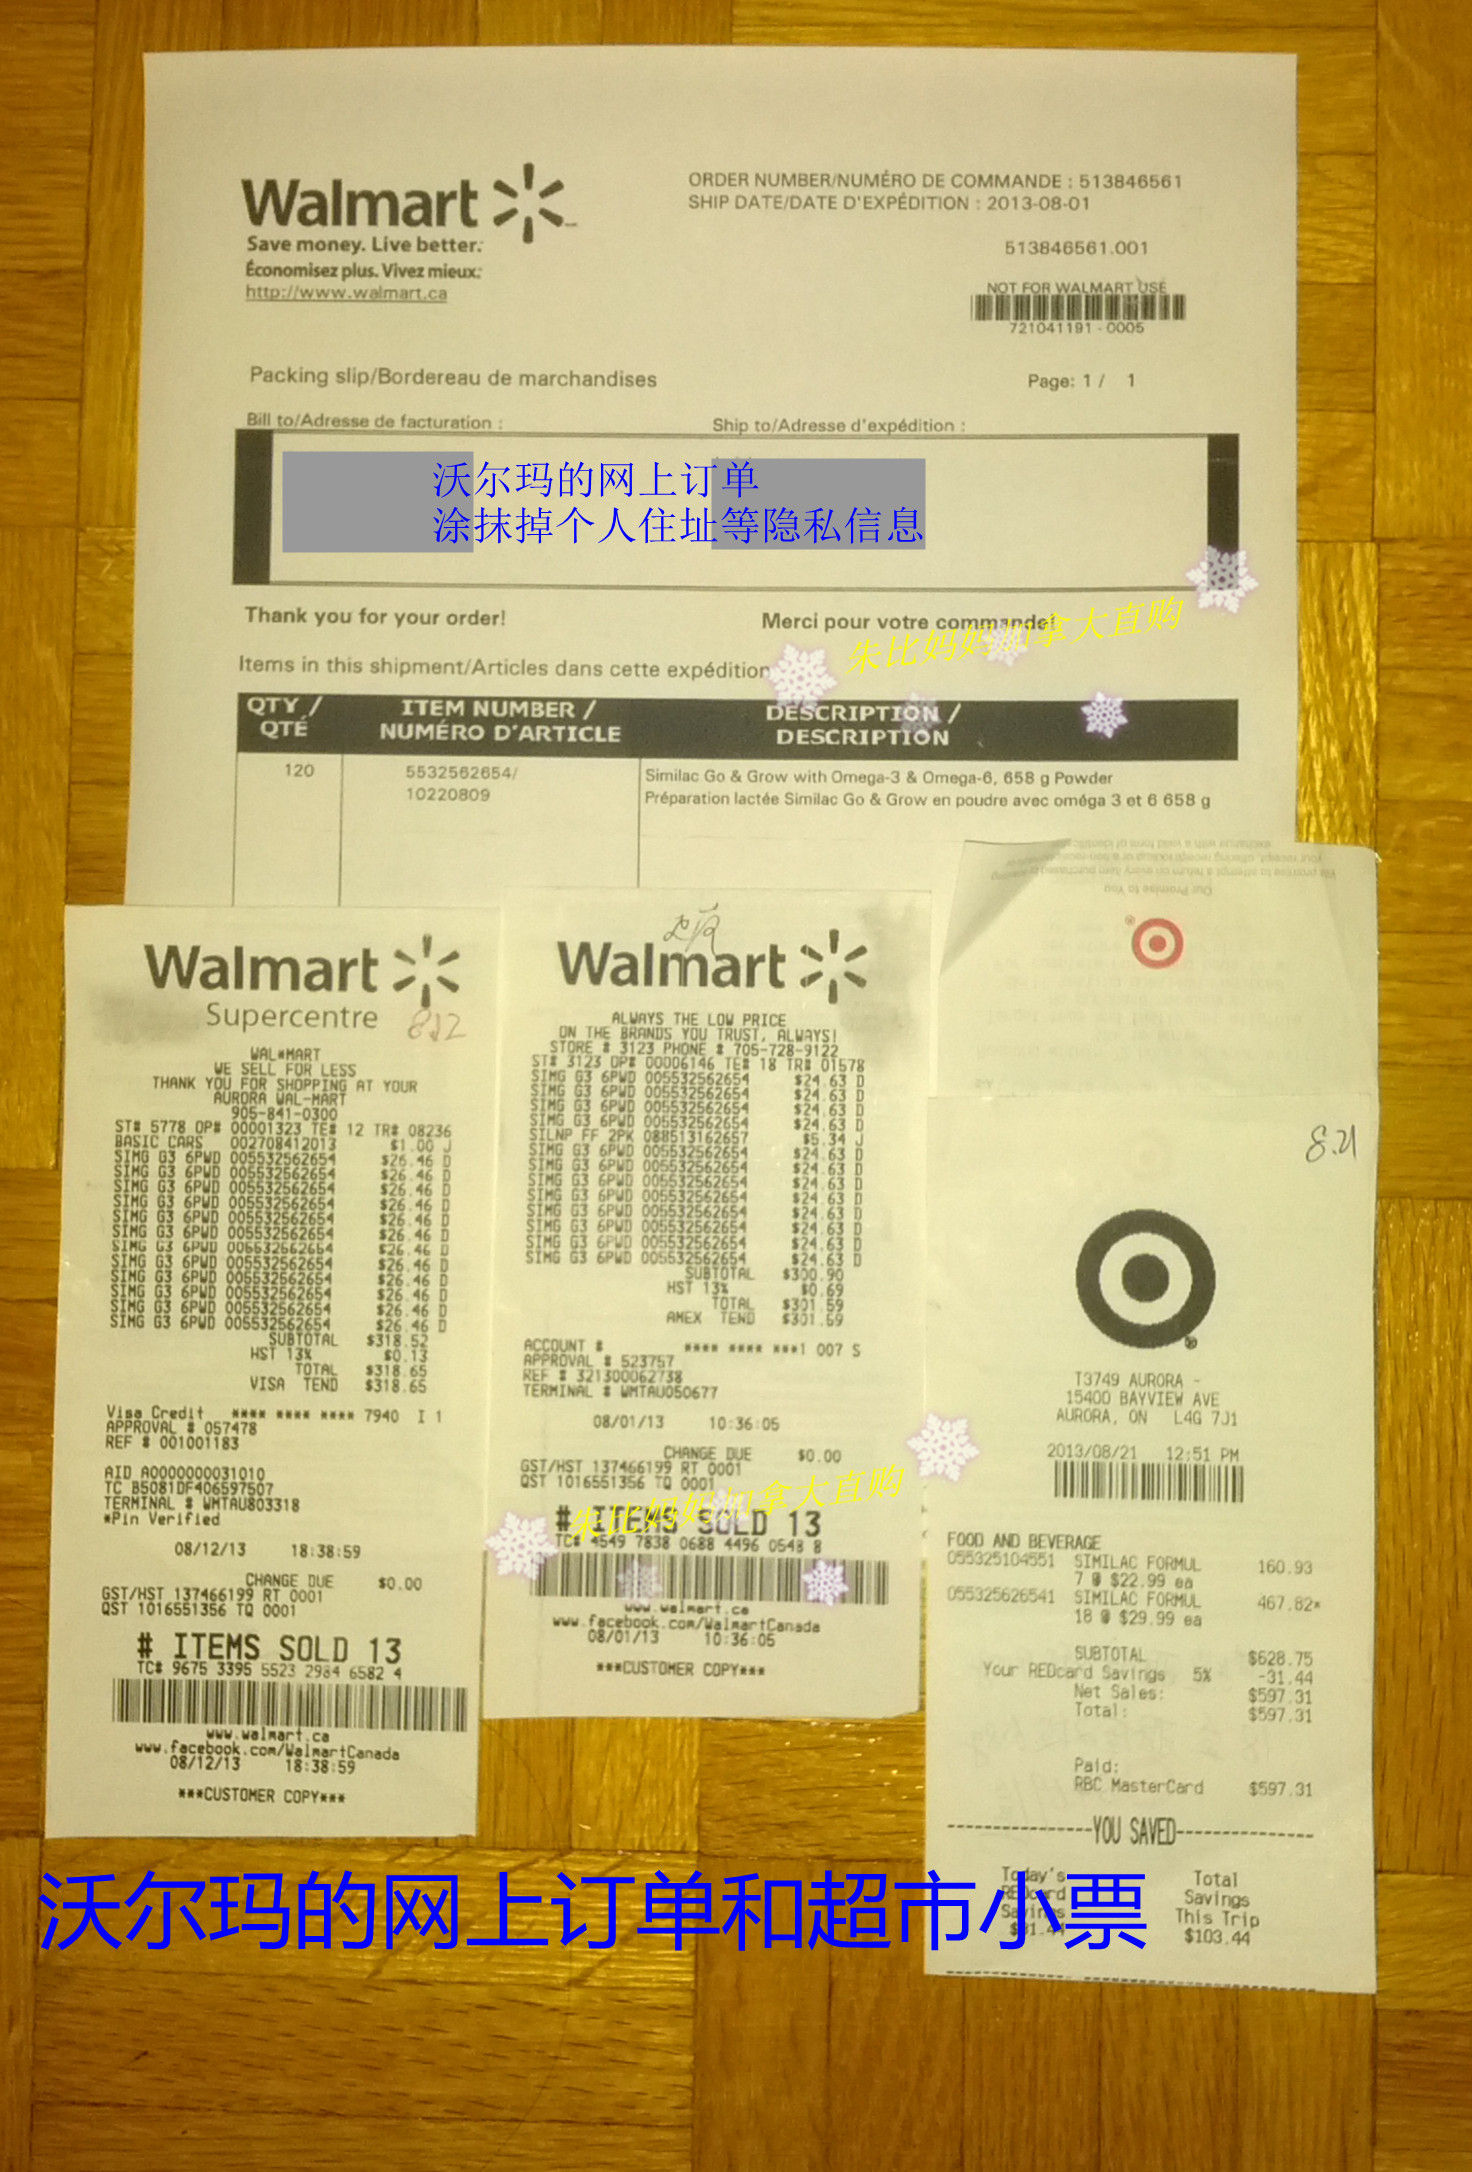 Walmart
Save money. Live better.
Économisez plus. Vivez mieux.
http://www.walmart.ca
ORDER NUMBER/NUMÉRO DE COMMANDE : 513846561
SHIP DATE/DATE D'EXPÉDITION : 2013-08-01
513846561.001
NOT FOR WALMART USE
721041191 - 0005
Packing slip/Bordereau de marchandises
Page: 1 / 1
Bill to/Adresse de facturation :
Ship to/Adresse d'expédition :
沃尔玛的网上订单
涂抹掉个人住址等隐私信息
Thank you for your order!
Merci pour votre commande!
朱比妈妈加拿大直购
Items in this shipment/Articles dans cette expédition
QTY / QTÉ
ITEM NUMBER / NUMÉRO D'ARTICLE
DESCRIPTION / DESCRIPTION
120
5532562654/
10220809
Similac Go & Grow with Omega-3 & Omega-6, 658 g Powder
Préparation lactée Similac Go & Grow en poudre avec oméga 3 et 6 658 g
Walmart
Supercentre
812
WAL*MART
WE SELL FOR LESS
THANK YOU FOR SHOPPING AT YOUR
AURORA WAL-MART
905-841-0300
ST# 5778 OP# 00001323 TE# 12 TR# 08236
BASIC CARS 002708412013 $1.00 J
SIMG G3 6PWD 005532562654 $26.46 D
SIMG G3 6PWD 005532562654 $26.46 D
SIMG G3 6PWD 005532562654 $26.46 D
SIMG G3 6PWD 005532562654 $26.46 D
SIMG G3 6PWD 005532562654 $26.46 D
SIMG G3 6PWD 005532562654 $26.46 D
SIMG G3 6PWD 005532562654 $26.46 D
SIMG G3 6PWD 005532562654 $26.46 D
SIMG G3 6PWD 005532562654 $26.46 D
SIMG G3 6PWD 005532562654 $26.46 D
SIMG G3 6PWD 005532562654 $26.46 D
SIMG G3 6PWD 005532562654 $26.46 D
SUBTOTAL $318.52
HST 13% $0.13
TOTAL $318.65
VISA TEND $318.65
Visa Credit **** **** **** 7940 I 1
APPROVAL # 057478
REF # 001001183
AID A0000000031010
TC B5081DF406597507
TERMINAL # WMTAU803318
*Pin Verified
08/12/13 18:38:59
CHANGE DUE $0.00
GST/HST 137466199 RT 0001
QST 1016551356 TQ 0001
# ITEMS SOLD 13
TC# 9675 3395 5523 2984 6582 4
www.walmart.ca
www.facebook.com/WalmartCanada
08/12/13 18:38:59
***CUSTOMER COPY***
Walmart
ALWAYS THE LOW PRICE
ON THE BRANDS YOU TRUST, ALWAYS!
STORE # 3123 PHONE # 705-728-9122
ST# 3123 OP# 00006146 TE# 18 TR# 01578
SIMG G3 6PWD 005532562654 $24.63 D
SIMG G3 6PWD 005532562654 $24.63 D
SIMG G3 6PWD 005532562654 $24.63 D
SIMG G3 6PWD 005532562654 $24.63 D
SILNP FF 2PK 088513162657 $5.34 J
SIMG G3 6PWD 005532562654 $24.63 D
SIMG G3 6PWD 005532562654 $24.63 D
SIMG G3 6PWD 005532562654 $24.63 D
SIMG G3 6PWD 005532562654 $24.63 D
SIMG G3 6PWD 005532562654 $24.63 D
SIMG G3 6PWD 005532562654 $24.63 D
SIMG G3 6PWD 005532562654 $24.63 D
SIMG G3 6PWD 005532562654 $24.63 D
SUBTOTAL $300.90
HST 13% $0.69
TOTAL $301.59
AMEX TEND $301.59
ACCOUNT # **** **** ***1 007 S
APPROVAL # 523757
REF # 321300062738
TERMINAL # WMTAU050677
08/01/13 10:36:05
CHANGE DUE $0.00
GST/HST 137466199 RT 0001
QST 1016551356 TQ 0001
朱比妈妈加拿大直购
# ITEMS SOLD 13
TC# 4549 7838 0688 4496 0548 8
www.walmart.ca
www.facebook.com/WalmartCanada
08/01/13 10:36:05
***CUSTOMER COPY***
Our Promise to You
8.21
T3749 AURORA -
15400 BAYVIEW AVE
AURORA, ON L4G 7J1
2013/08/21 12:51 PM
FOOD AND BEVERAGE
055325104551 SIMILAC FORMUL 160.93
7 @ $22.99 ea
055325626541 SIMILAC FORMUL 467.82*
18 @ $29.99 ea
SUBTOTAL $628.75
Your REDcard Savings 5% -31.44
Net Sales: $597.31
Total: $597.31
Paid:
RBC MasterCard $597.31
YOU SAVED
Today's REDcard Savings $31.44
Total Savings This Trip $103.44
沃尔玛的网上订单和超市小票